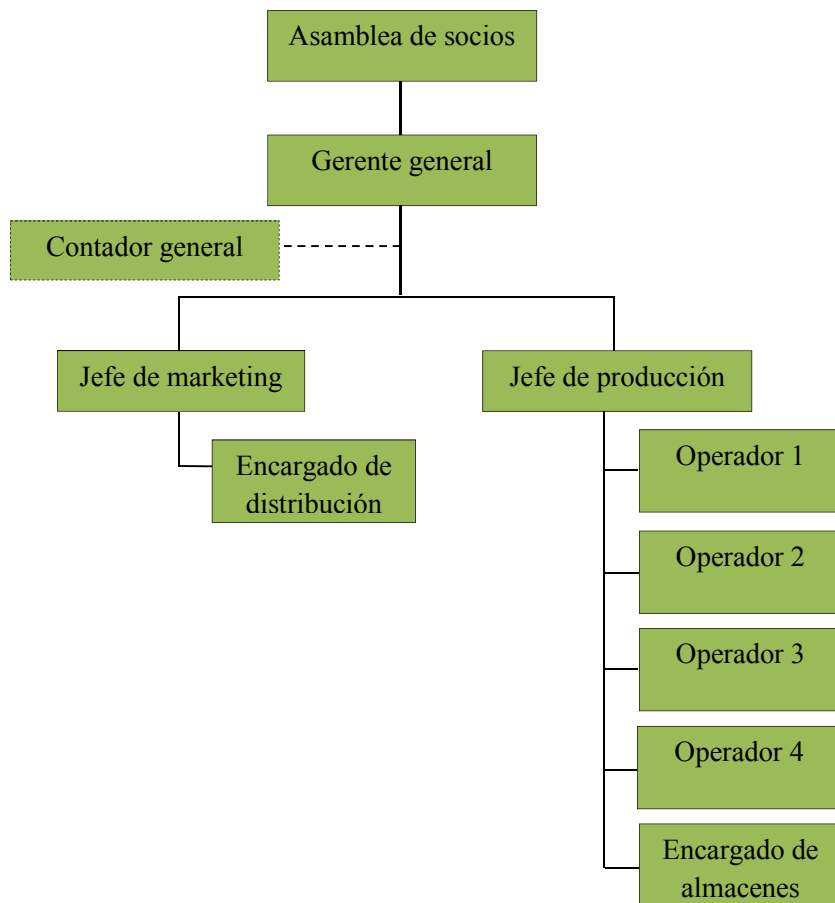 Asamblea de socios
Gerente general
Contador general
Jefe de marketing
Jefe de producción
Encargado de
distribución
Operador 1
Operador 2
Operador 3
Operador 4
Encargado de
almacenes